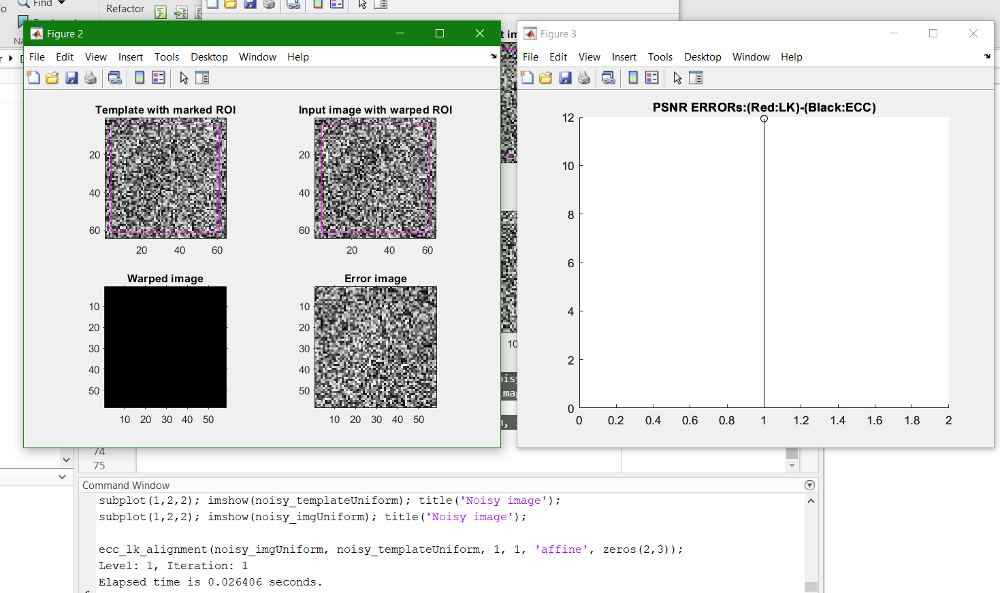 Find
Refactor
Figure 2
File Edit View Insert Tools Desktop Window Help
Template with marked ROI
20
40
60
20 40 60
Input image with warped ROI
20
40
60
20 40 60
Warped image
10
20
30
40
50
10 20 30 40 50
Error image
10
20
30
40
50
10 20 30 40 50
Figure 3
File Edit View Insert Tools Desktop Window Help
PSNR ERRORs:(Red:LK)-(Black:ECC)
12
10
8
6
4
2
0
0 0.2 0.4 0.6 0.8 1 1.2 1.4 1.6 1.8 2
10
74
75
Command Window
subplot(1,2,2); imshow(noisy_templateUniform); title('Noisy image');
subplot(1,2,2); imshow(noisy_imgUniform); title('Noisy image');
ecc_lk_alignment(noisy_imgUniform, noisy_templateUniform, 1, 1, 'affine', zeros(2,3));
Level: 1, Iteration: 1
Elapsed time is 0.026406 seconds.